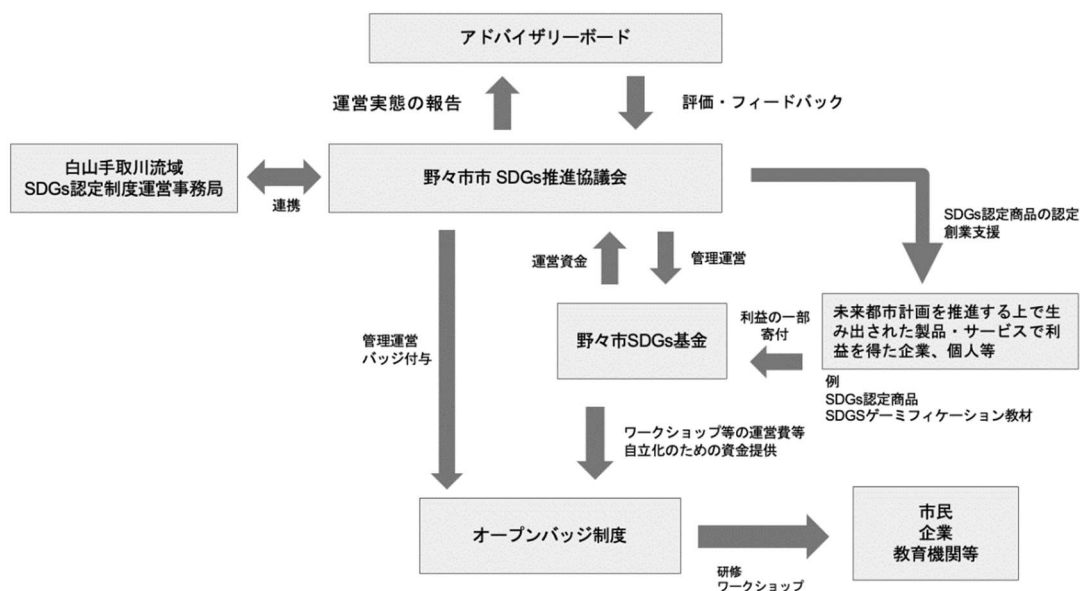 アドバイザリーボード
運営実態の報告
評価・フィードバック
白山手取川流域
SDGs認定制度運営事務局
連携
野々市市 SDGs推進協議会
SDGs認定商品の認定
創業支援
運営資金
管理運営
管理運営
バッジ付与
野々市SDGs基金
利益の一部
寄付
未来都市計画を推進する上で生
み出された製品・サービスで利
益を得た企業、個人等
例
SDGs認定商品
SDGSゲーミフィケーション教材
ワークショップ等の運営費等
自立化のための資金提供
オープンバッジ制度
研修
ワークショップ
市民
企業
教育機関等